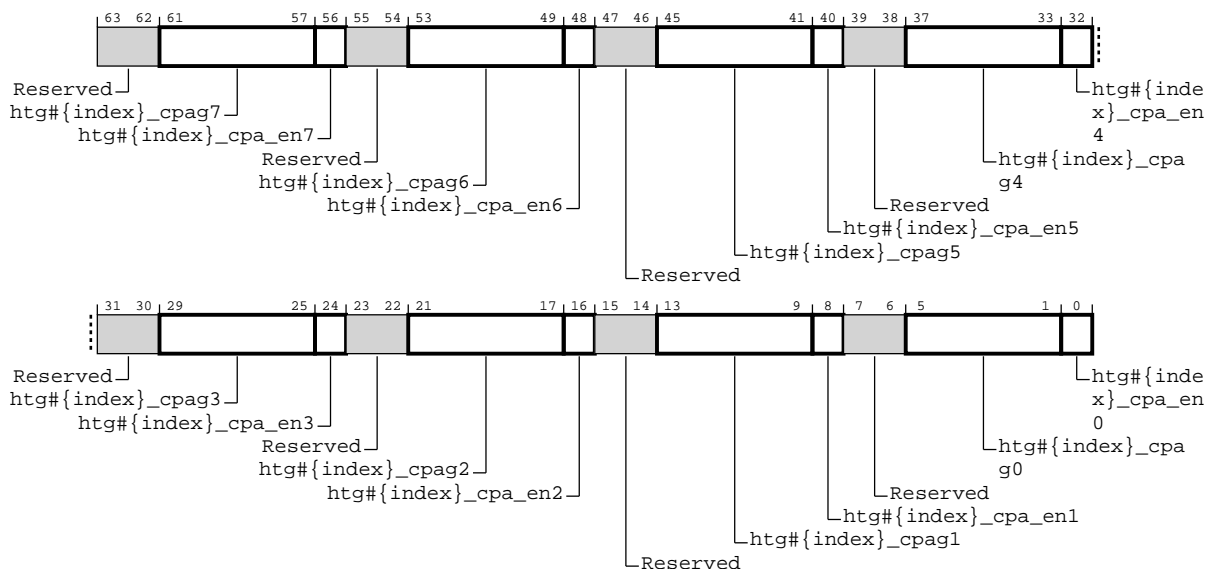 63 62 61 57 56 55 54 53 49 48 47 46 45 41 40 39 38 37 33 32
Reserved
htg#{index}_cpag7
htg#{index}_cpa_en7
Reserved
htg#{index}_cpag6
htg#{index}_cpa_en6
htg#{inde
x}_cpa_en
4
htg#{index}_cpa
g4
Reserved
htg#{index}_cpa_en5
htg#{index}_cpag5
Reserved
31 30 29 25 24 23 22 21 17 16 15 14 13 9 8 7 6 5 1 0
Reserved
htg#{index}_cpag3
htg#{index}_cpa_en3
Reserved
htg#{index}_cpag2
htg#{index}_cpa_en2
htg#{inde
x}_cpa_en
0
htg#{index}_cpa
g0
Reserved
htg#{index}_cpa_en1
htg#{index}_cpag1
Reserved